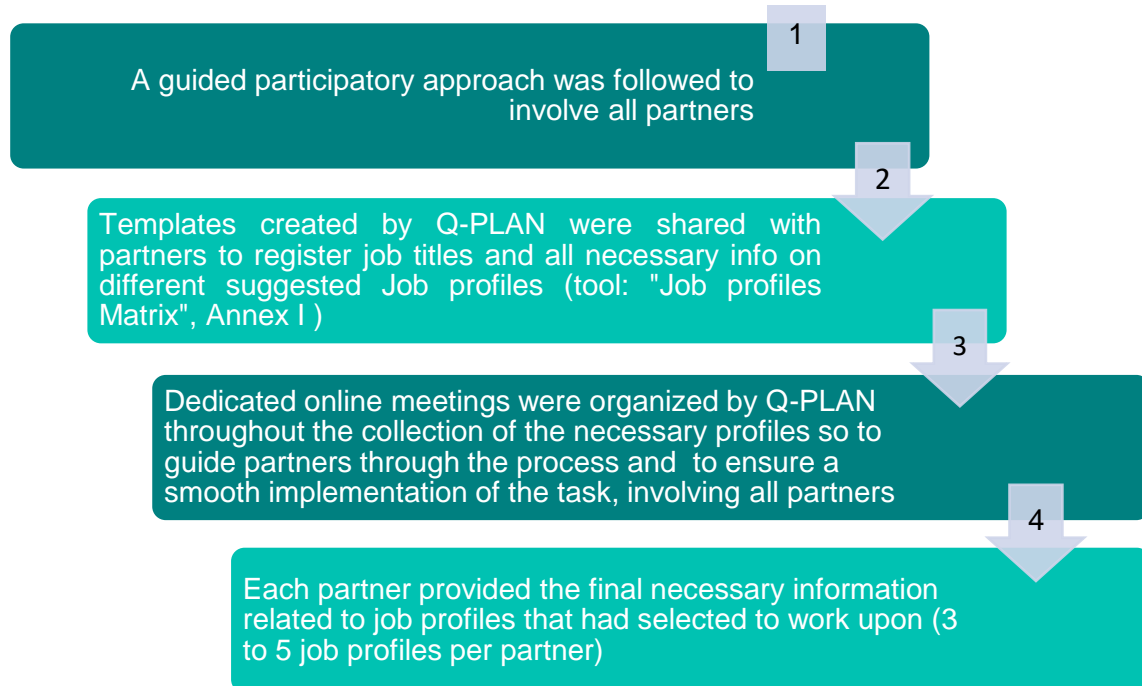 1
A guided participatory approach was followed to
involve all partners
2
Templates created by Q-PLAN were shared with
partners to register job titles and all necessary info on
different suggested Job profiles (tool: "Job profiles
Matrix", Annex I )
3
Dedicated online meetings were organized by Q-PLAN
throughout the collection of the necessary profiles so to
guide partners through the process and  to ensure a
smooth implementation of the task, involving all partners
4
Each partner provided the final necessary information
related to job profiles that had selected to work upon (3
to 5 job profiles per partner)